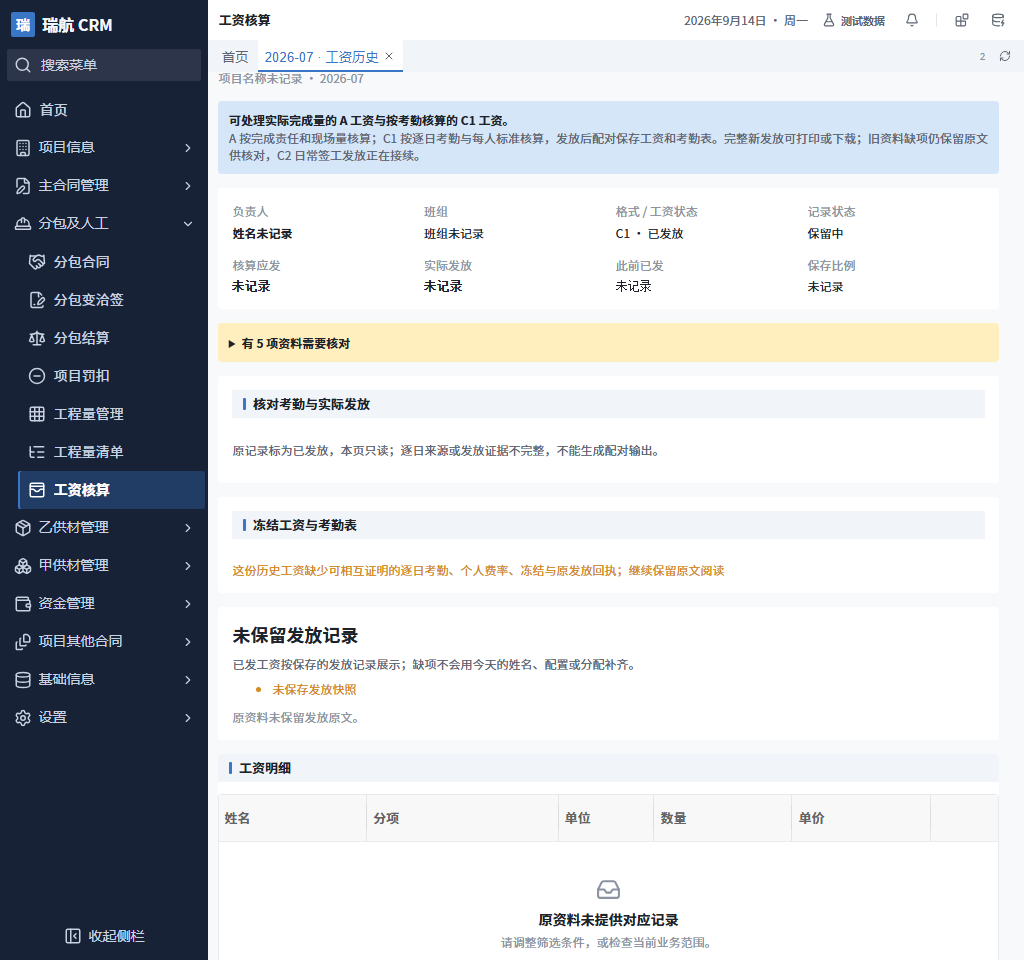 瑞 瑞航 CRM
搜索菜单
首页
项目信息
主合同管理
分包及人工
分包合同
分包变洽签
分包结算
项目罚扣
工程量管理
工程量清单
工资核算
乙供材管理
甲供材管理
资金管理
项目其他合同
基础信息
设置
收起侧栏
工资核算
2026年9月14日 · 周一 测试数据
首页 2026-07 · 工资历史 2
项目名称未记录 · 2026-07
可处理实际完成量的 A 工资与按考勤核算的 C1 工资。
A 按完成责任和现场量核算；C1 按逐日考勤与每人标准核算，发放后配对保存工资和考勤表。完整新发放可打印或下载；旧资料缺项仍保留原文
供核对，C2 日常签工发放正在接续。
负责人 班组 格式 / 工资状态 记录状态
姓名未记录 班组未记录 C1 · 已发放 保留中
核算应发 实际发放 此前已发 保存比例
未记录 未记录 未记录 未记录
有 5 项资料需要核对
核对考勤与实际发放
原记录标为已发放，本页只读；逐日来源或发放证据不完整，不能生成配对输出。
冻结工资与考勤表
这份历史工资缺少可相互证明的逐日考勤、个人费率、冻结与原发放回执；继续保留原文阅读
未保留发放记录
已发工资按保存的发放记录展示；缺项不会用今天的姓名、配置或分配补齐。
未保存发放快照
原资料未保留发放原文。
工资明细
姓名 分项 单位 数量 单价
原资料未提供对应记录
请调整筛选条件，或检查当前业务范围。